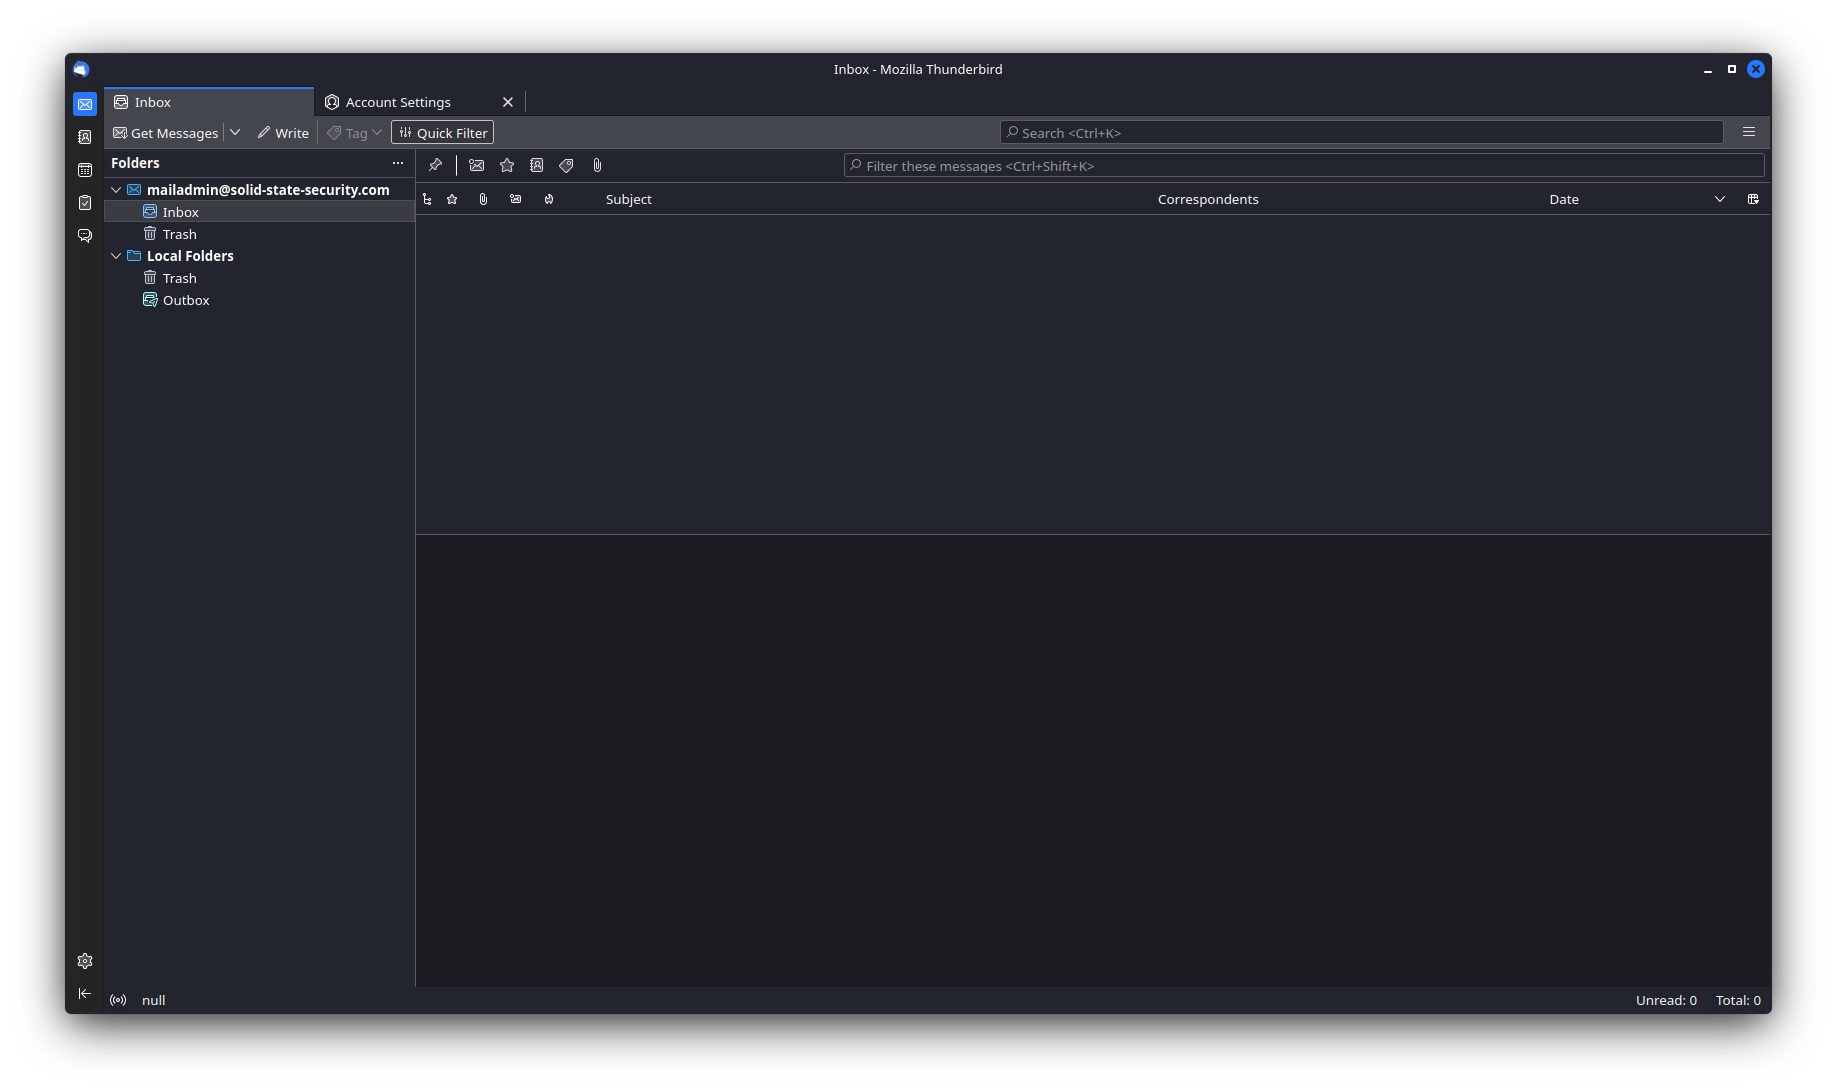 Inbox - Mozilla Thunderbird
Inbox
Account Settings
Get Messages
Write
Tag
Quick Filter
Search <Ctrl+K>
Folders
Filter these messages <Ctrl+Shift+K>
mailadmin@solid-state-security.com
Inbox
Trash
Local Folders
Trash
Outbox
Subject
Correspondents
Date
null
Unread: 0
Total: 0